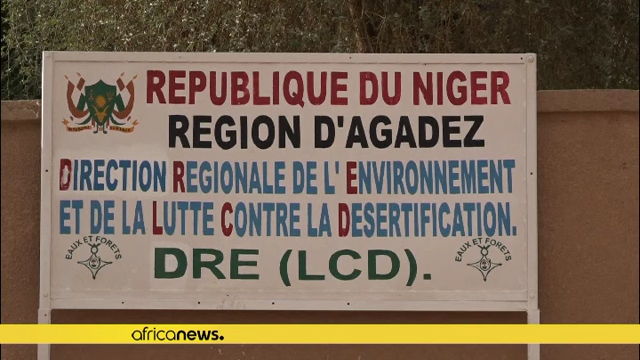 REPUBLIQUE DU NIGER
REGION D'AGADEZ
DIRECTION REGIONALE DE L' ENVIRONNEMENT
ET DE LA LUTTE CONTRE LA DESERTIFICATION.
EAUX ET FORETS
EAUX ET FORETS
DRE (LCD).
africanews.